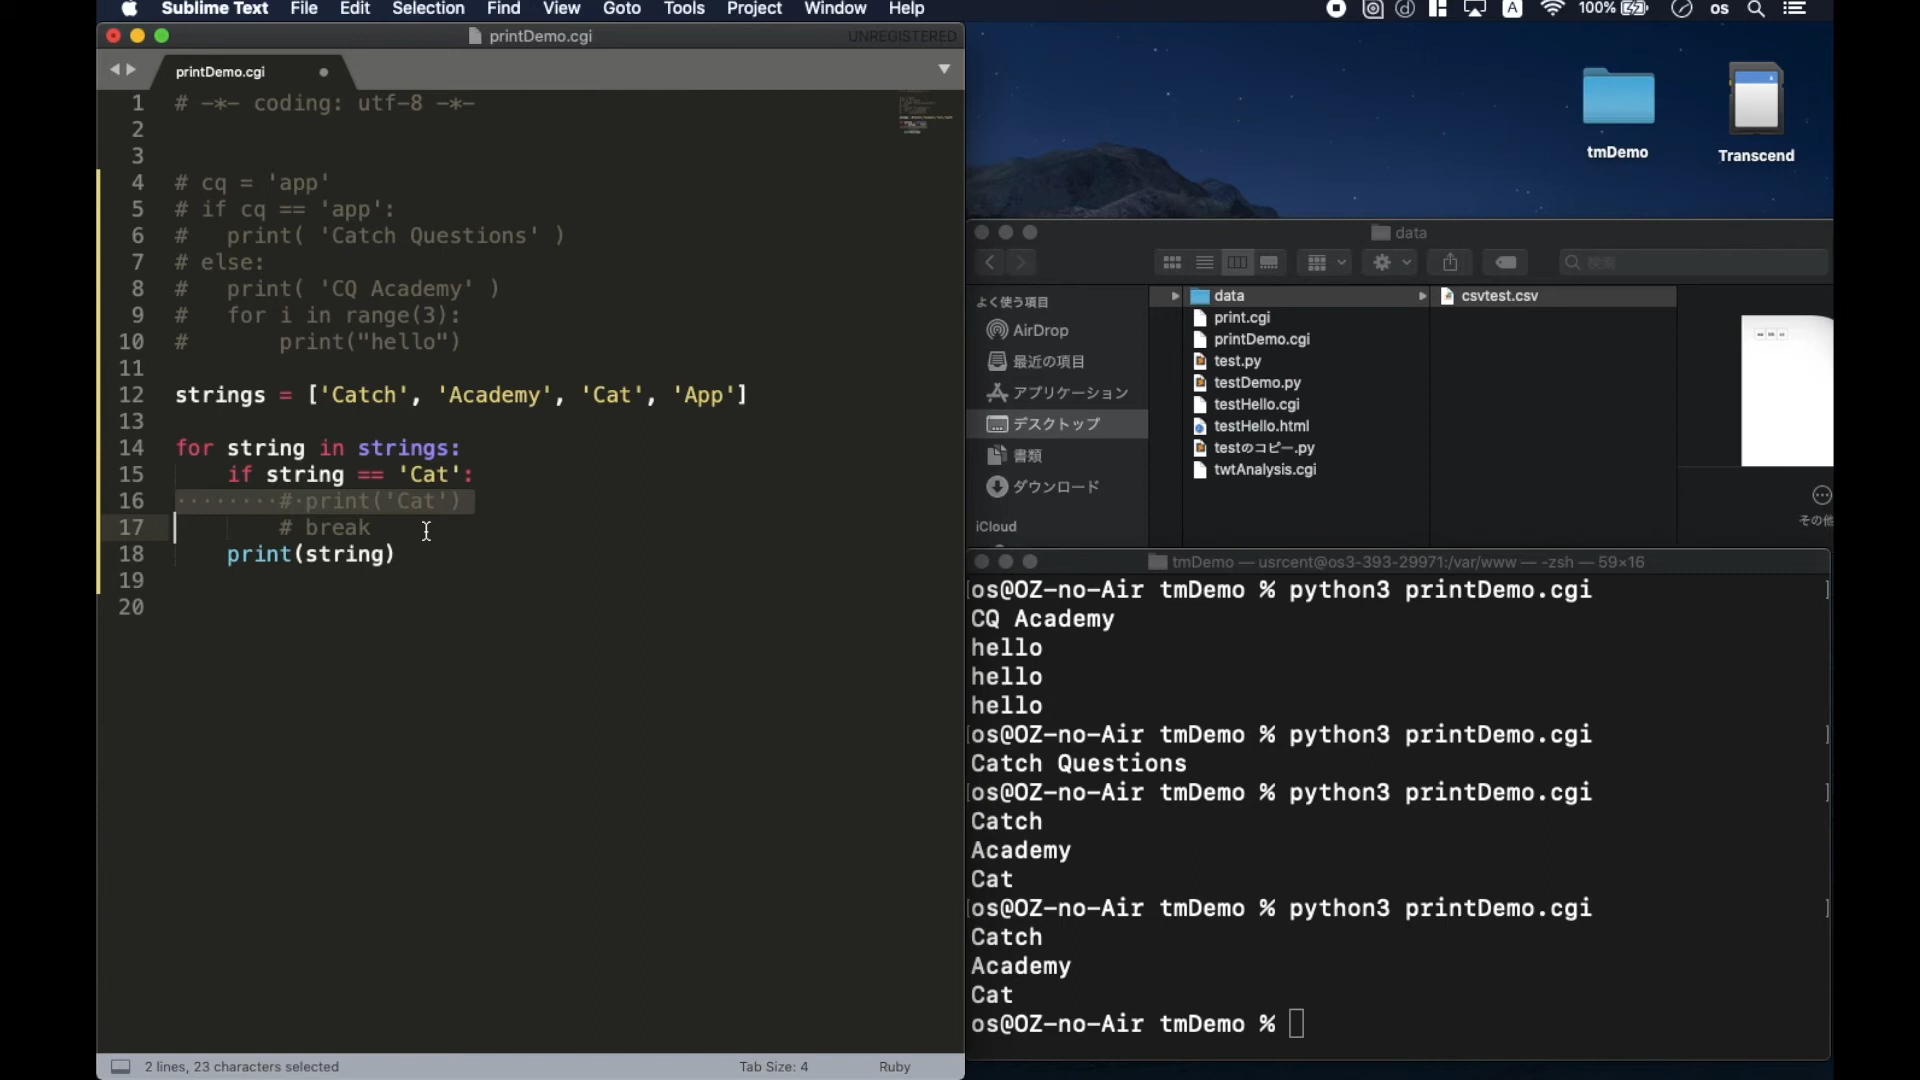 Sublime Text File Edit Selection Find View Goto Tools Project Window Help
A 100% os
printDemo.cgi UNREGISTERED
printDemo.cgi
1 # -*- coding: utf-8 -*-
2
3
4 # cq = 'app'
5 # if cq == 'app':
6 #   print( 'Catch Questions' )
7 # else:
8 #   print( 'CQ Academy' )
9 #   for i in range(3):
10 #       print("hello")
11
12 strings = ['Catch', 'Academy', 'Cat', 'App']
13
14 for string in strings:
15     if string == 'Cat':
16         # print('Cat')
17         # break
18     print(string)
19
20
2 lines, 23 characters selected Tab Size: 4 Ruby
tmDemo
Transcend
data
検索
よく使う項目
AirDrop
最近の項目
アプリケーション
デスクトップ
書類
ダウンロード
iCloud
data
print.cgi
printDemo.cgi
test.py
testDemo.py
testHello.cgi
testHello.html
testのコピー.py
twtAnalysis.cgi
csvtest.csv
その他
tmDemo — usrcent@os3-393-29971:/var/www — -zsh — 59×16
[os@OZ-no-Air tmDemo % python3 printDemo.cgi ]
CQ Academy
hello
hello
hello
[os@OZ-no-Air tmDemo % python3 printDemo.cgi ]
Catch Questions
[os@OZ-no-Air tmDemo % python3 printDemo.cgi ]
Catch
Academy
Cat
[os@OZ-no-Air tmDemo % python3 printDemo.cgi ]
Catch
Academy
Cat
os@OZ-no-Air tmDemo %